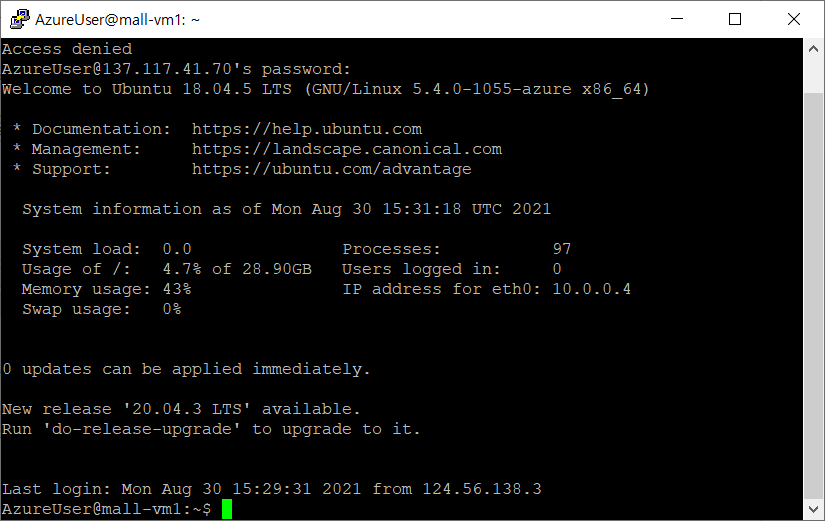 AzureUser@mall-vm1: ~
Access denied
AzureUser@137.117.41.70's password:
Welcome to Ubuntu 18.04.5 LTS (GNU/Linux 5.4.0-1055-azure x86_64)
* Documentation:  https://help.ubuntu.com
* Management:     https://landscape.canonical.com
* Support:        https://ubuntu.com/advantage
System information as of Mon Aug 30 15:31:18 UTC 2021
System load:  0.0               Processes:           97
Usage of /:   4.7% of 28.90GB   Users logged in:     0
Memory usage: 43%               IP address for eth0: 10.0.0.4
Swap usage:   0%
0 updates can be applied immediately.
New release '20.04.3 LTS' available.
Run 'do-release-upgrade' to upgrade to it.
Last login: Mon Aug 30 15:29:31 2021 from 124.56.138.3
AzureUser@mall-vm1:~$